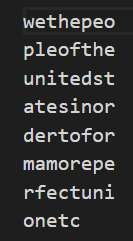 wethepeo
pleofthe
unitedst
atesinor
dertofor
mamorepe
rfectuni
onetc